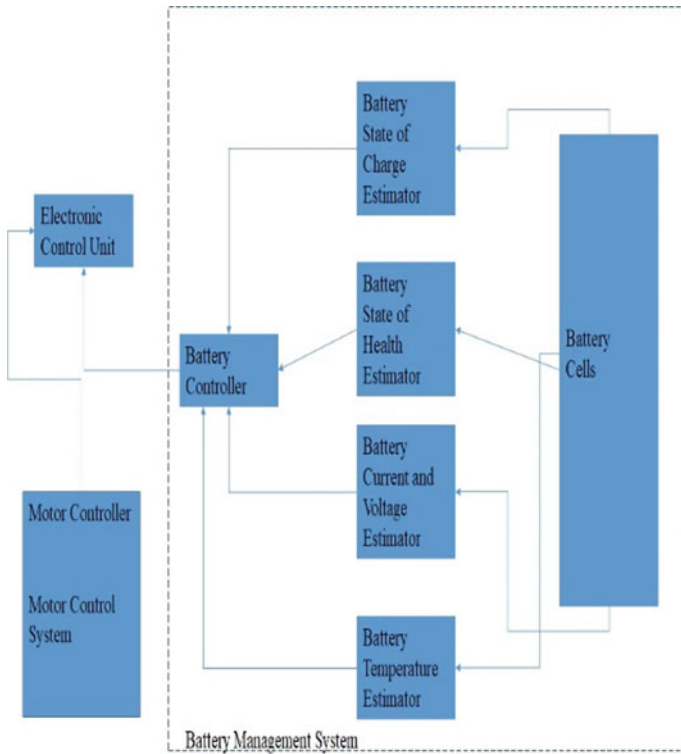 Battery
State of
Charge
Estimator
Electronic
Control Unit
Battery
State of
Health
Estimator
Battery
Controller
Battery
Cells
Battery
Current and
Voltage
Estimator
Motor Controller
Motor Control
System
Battery
Temperature
Estimator
Battery Management System